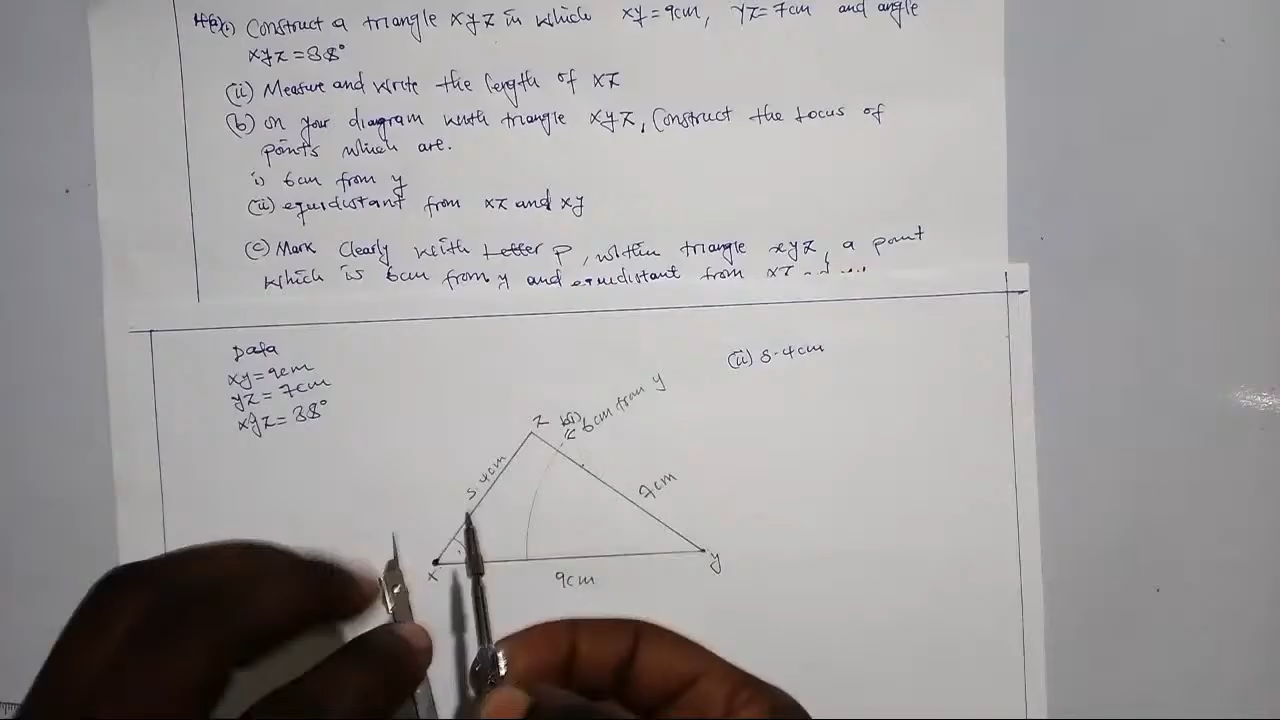 (i) Construct a triangle xyz in which xy = 9cm, yz = 7cm and angle
xyz = 38°
(ii) Measure and write the length of xz
(b) on your diagram with triangle xyz, construct the locus of
points which are.
i) 6cm from y
(ii) equidistant from xz and xy
(c) Mark clearly with letter p, within triangle xyz, a point
which is 6cm from y and equidistant from xz
Data
xy = 9cm
yz = 7cm
xyz = 38°
(ii) 5.4cm
z
6cm from y
5.4cm
7cm
x
9cm
y